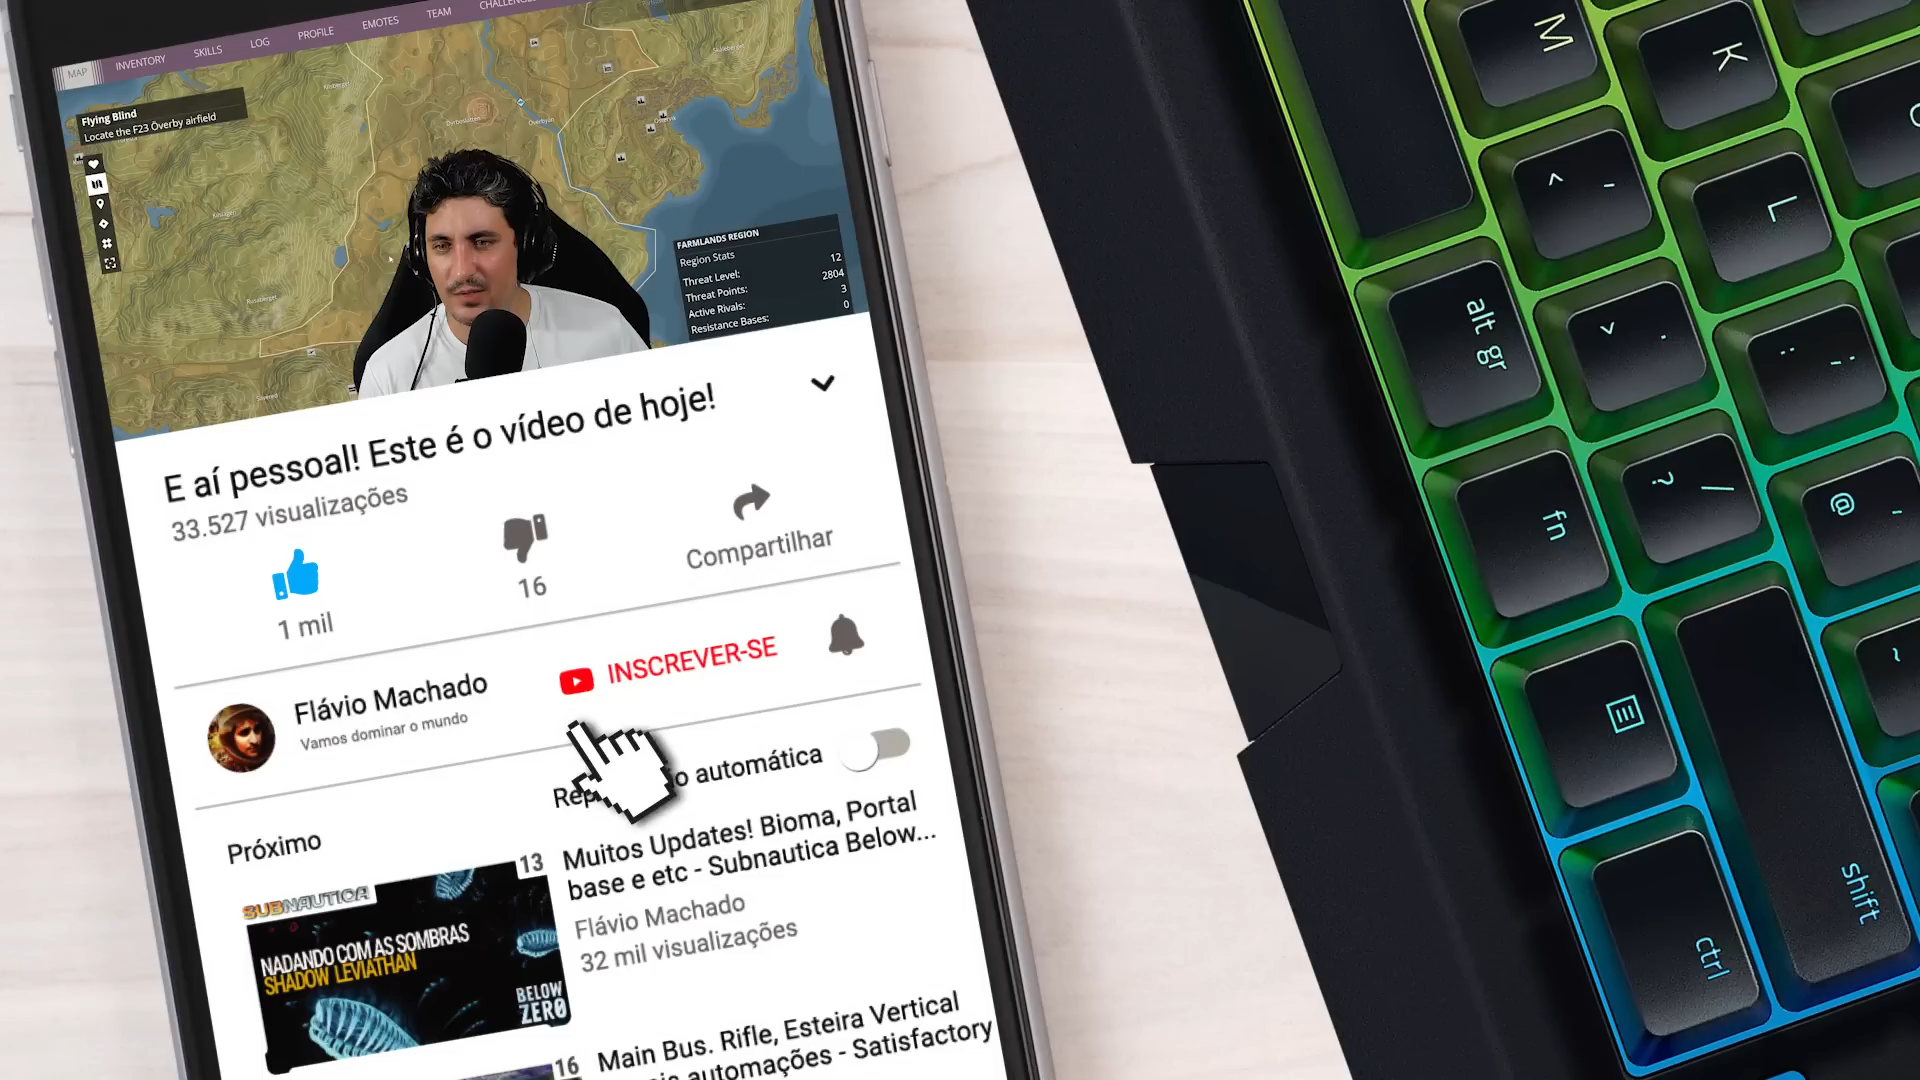 MAP INVENTORY SKILLS LOG PROFILE EMOTES TEAM
Flying Blind
Locate the F23 Överby airfield
FARMLANDS REGION
Region Stats
Threat Level: 12
Threat Points: 2804
Active Rivals: 3
Resistance Bases: 0
E aí pessoal! Este é o vídeo de hoje!
33.527 visualizações
1 mil
16
Compartilhar
Flávio Machado
Vamos dominar o mundo
INSCREVER-SE
automática
Próximo
13
Muitos Updates! Bioma, Portal
base e etc - Subnautica Below...
Flávio Machado
32 mil visualizações
SUBNAUTICA
NADANDO COM AS SOMBRAS
SHADOW LEVIATHAN
BELOW
ZERO
16
Main Bus. Rifle, Esteira Vertical
automações - Satisfactory
M
K
L
alt gr
fn
? /
@
shift
ctrl